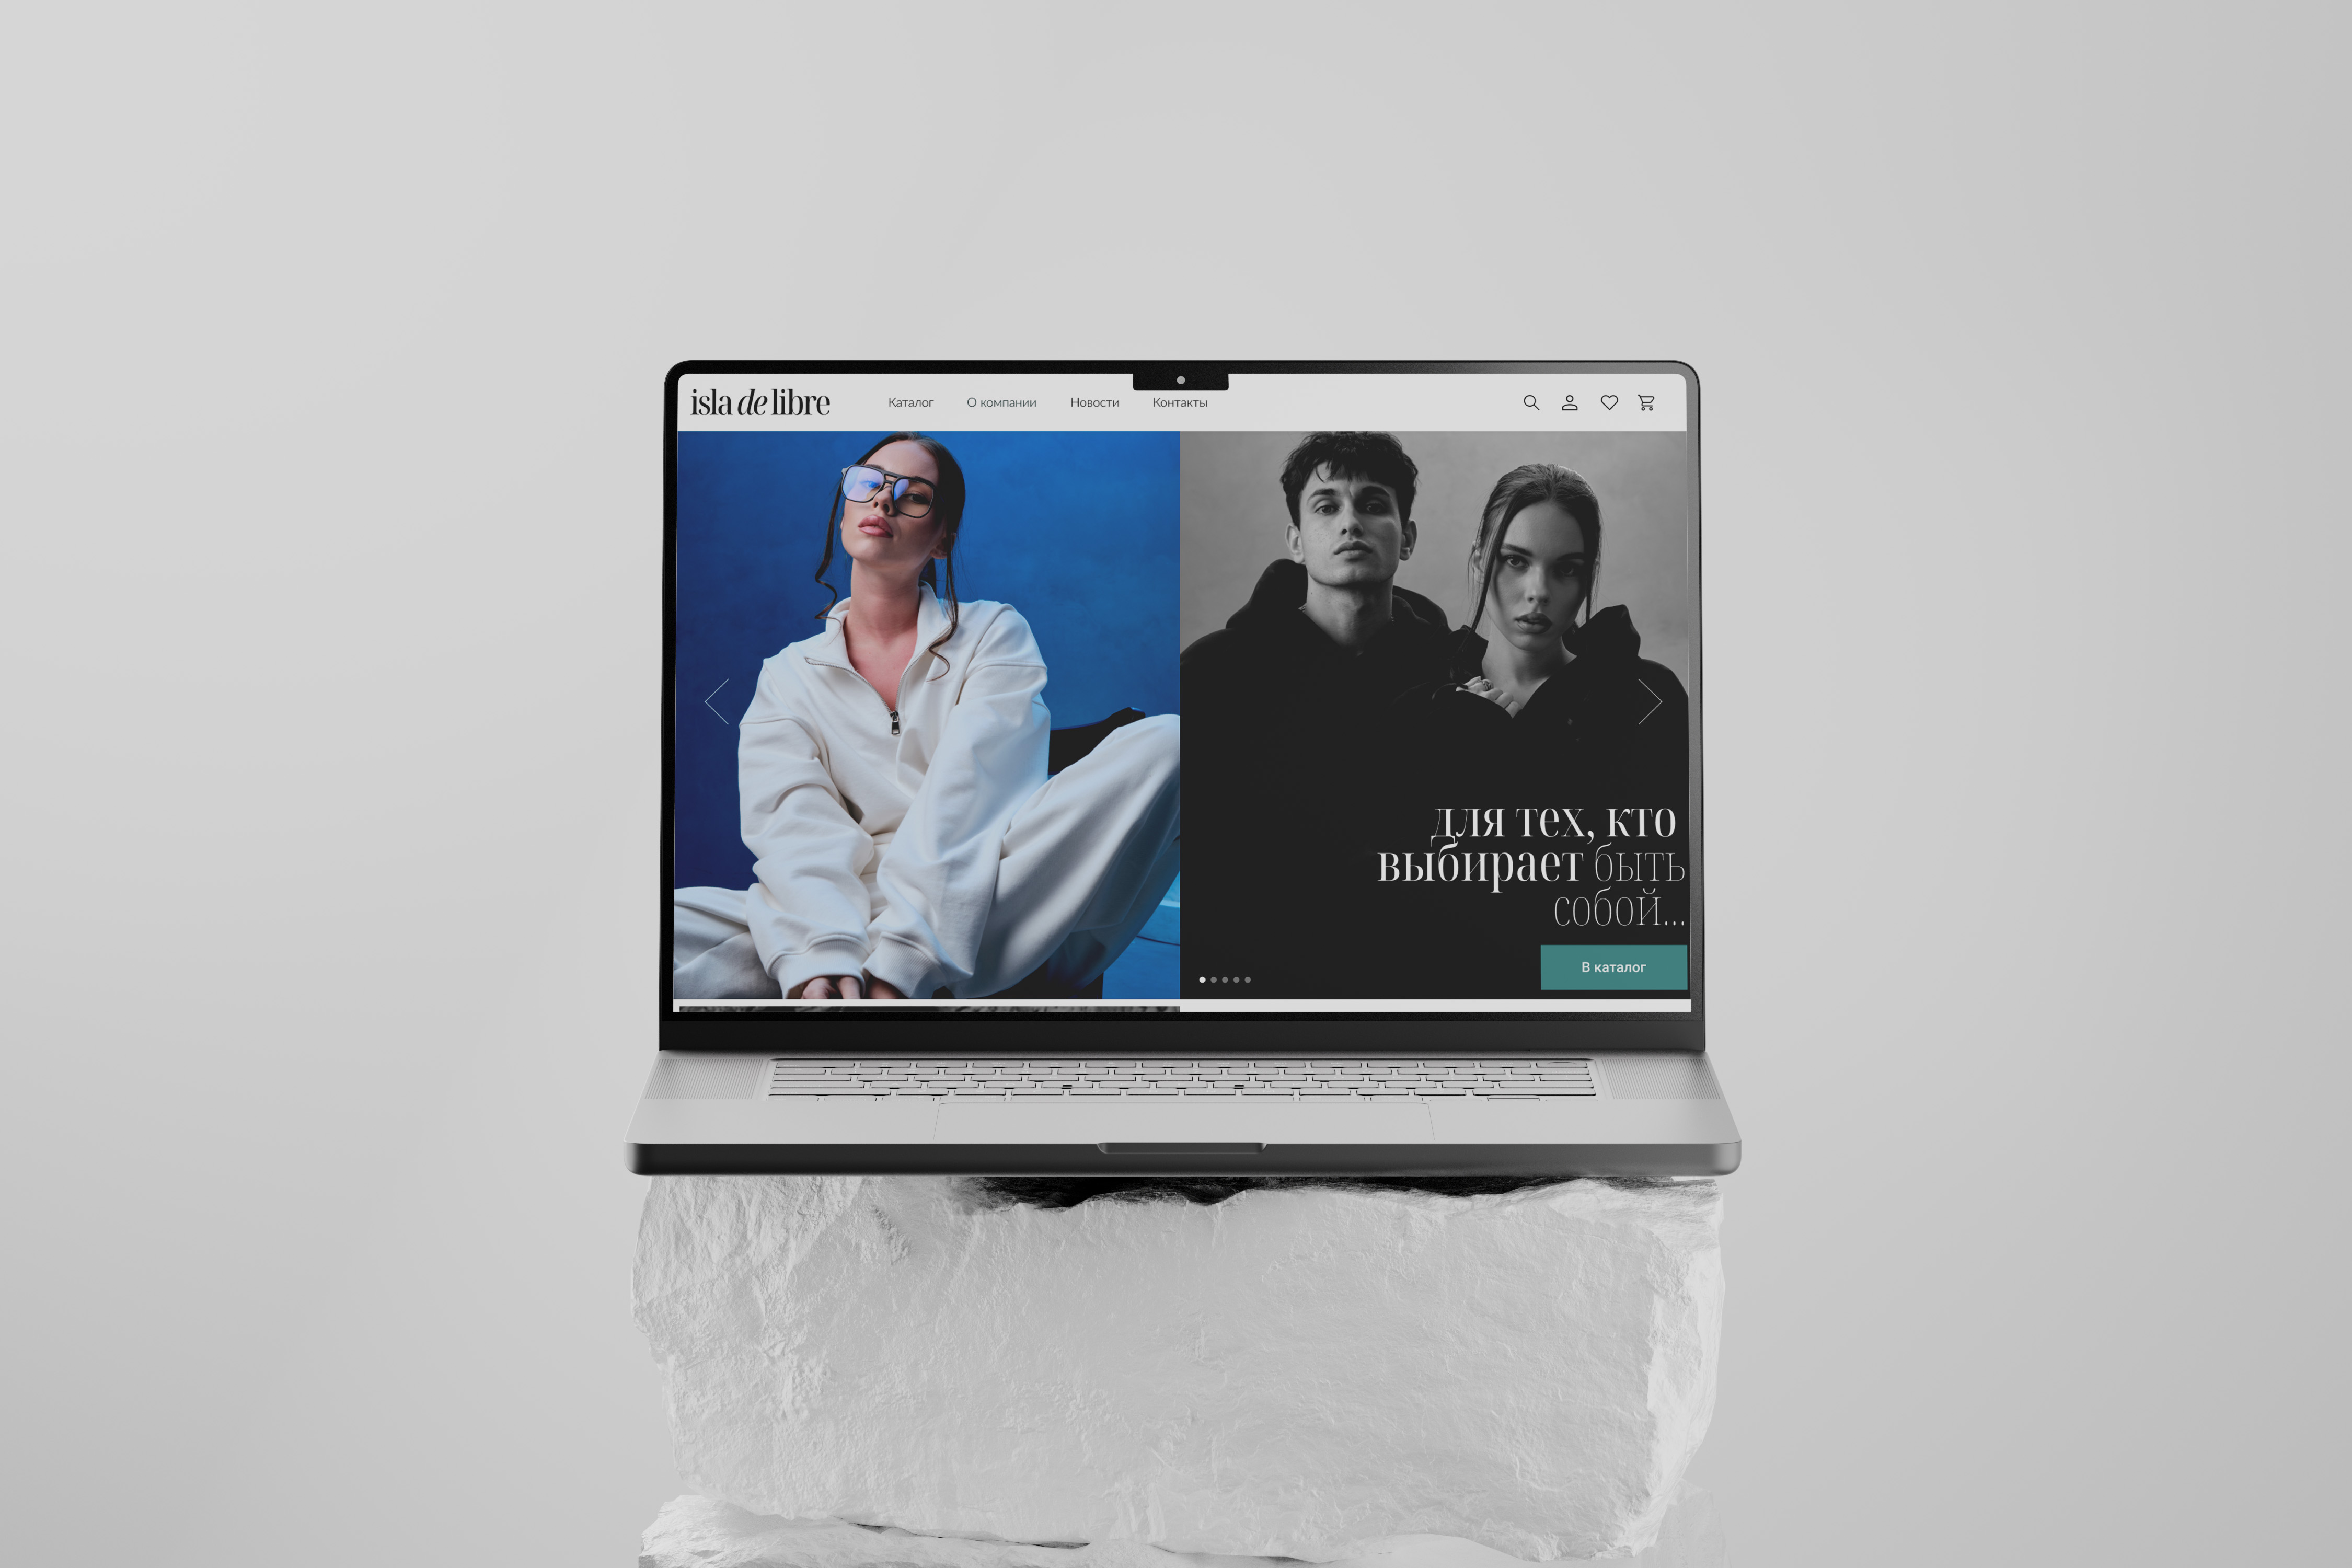 isla de libre
Каталог
О компании
Новости
Контакты
для тех, кто
выбирает быть
собой...
В каталог